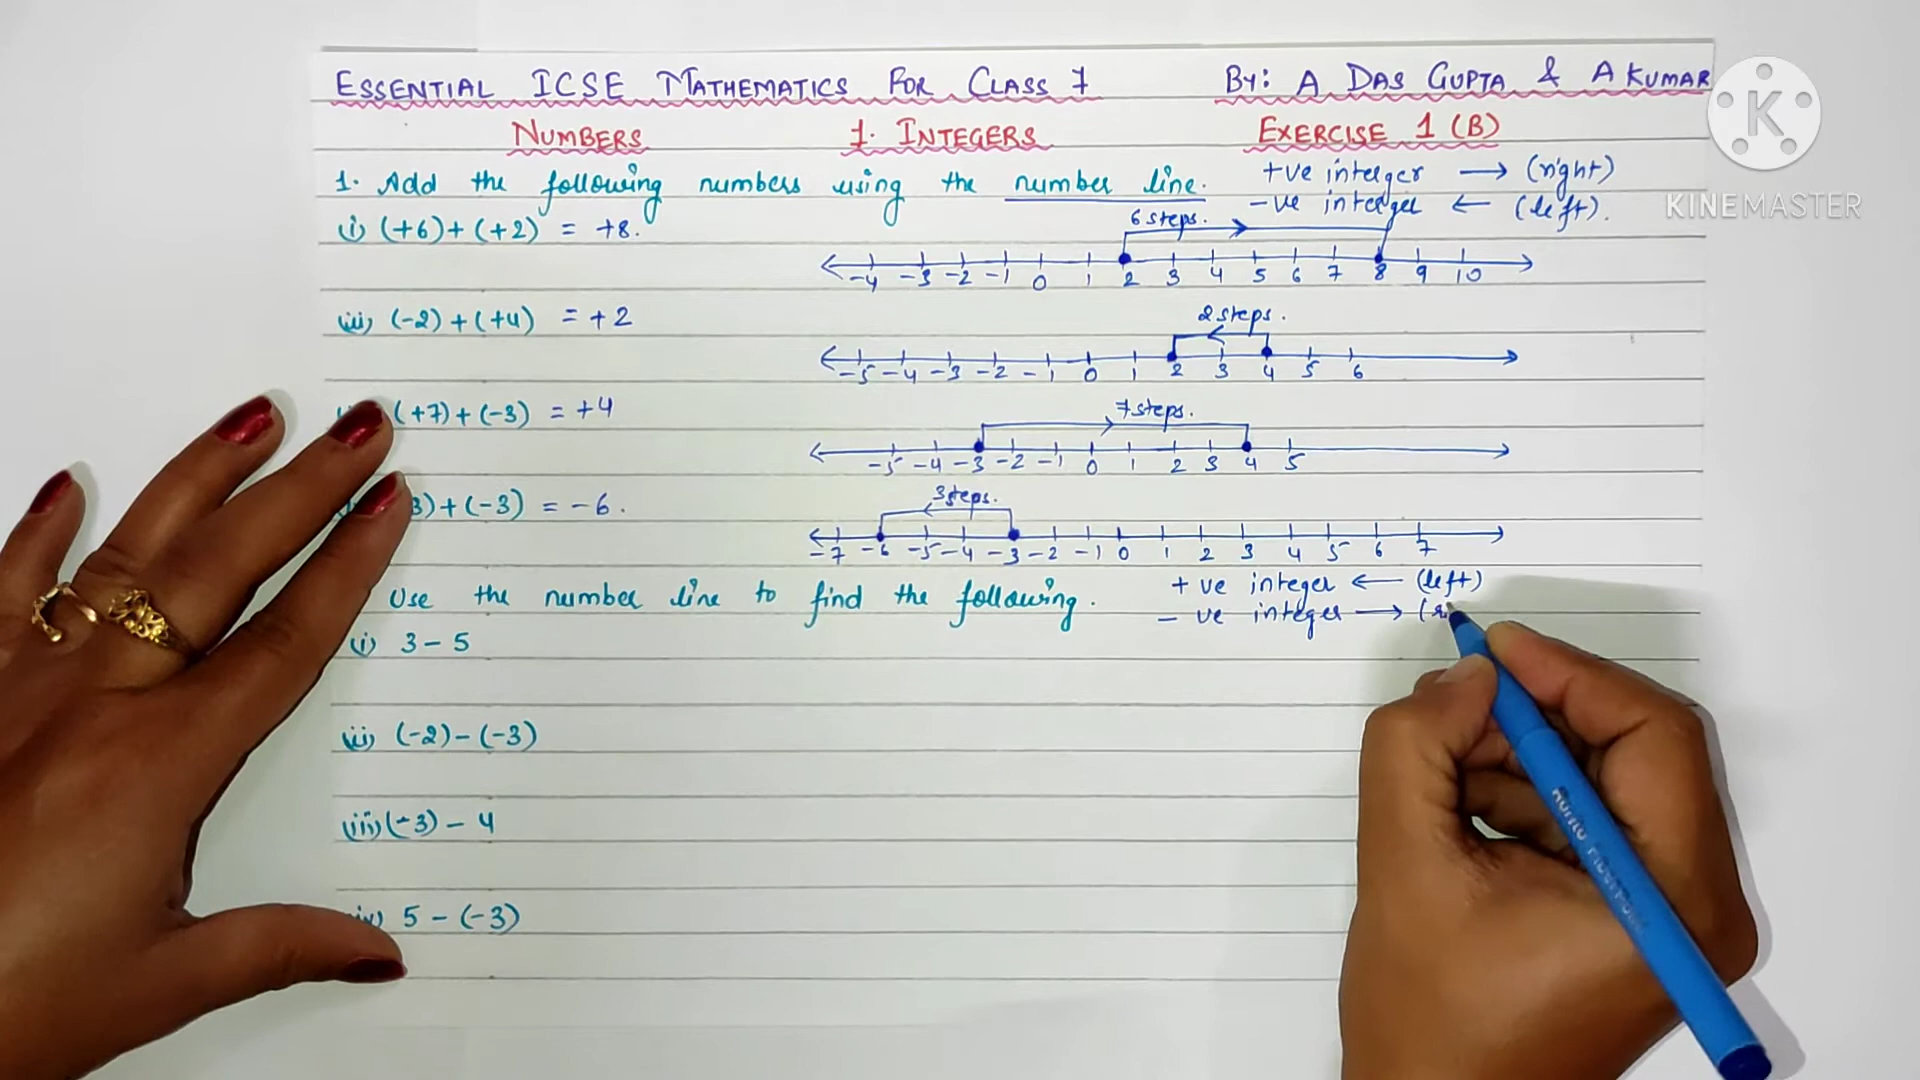 ESSENTIAL ICSE MATHEMATICS FOR CLASS 7 BY: A DAS GUPTA & A KUMAR
K
KINEMASTER
NUMBERS 1. INTEGERS EXERCISE 1 (B)
1. Add the following numbers using the number line. +ve interger → (right)
-ve interger ← (left).
(i) (+6)+(+2) = +8. 6 steps.
-4 -3 -2 -1 0 1 2 3 4 5 6 7 8 9 10
(ii) (-2)+(+4) = +2 2 steps.
-5 -4 -3 -2 -1 0 1 2 3 4 5 6
(+7)+(-3) = +4 7 steps.
-5 -4 -3 -2 -1 0 1 2 3 4 5
3)+(-3) = -6. 3 steps.
-7 -6 -5 -4 -3 -2 -1 0 1 2 3 4 5 6 7
Use the number line to find the following. +ve integer ← (left)
- ve integer → (
(i) 3 - 5
(ii) (-2) - (-3)
(iii) (-3) - 4
iv) 5 - (-3)